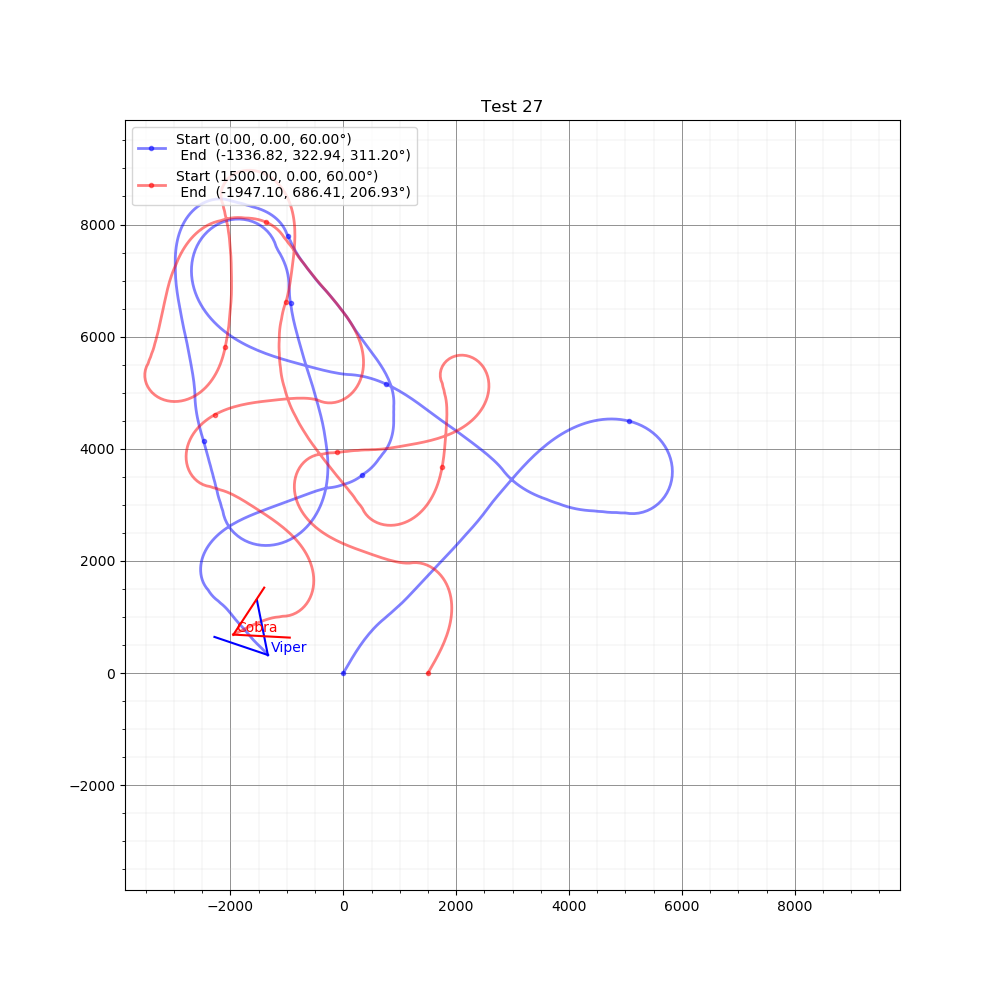 Test 27
Start (0.00, 0.00, 60.00°)
End (-1336.82, 322.94, 311.20°)
Start (1500.00, 0.00, 60.00°)
End (-1947.10, 686.41, 206.93°)
8000
6000
4000
2000
0
−2000
Cobra
Viper
−2000 0 2000 4000 6000 8000